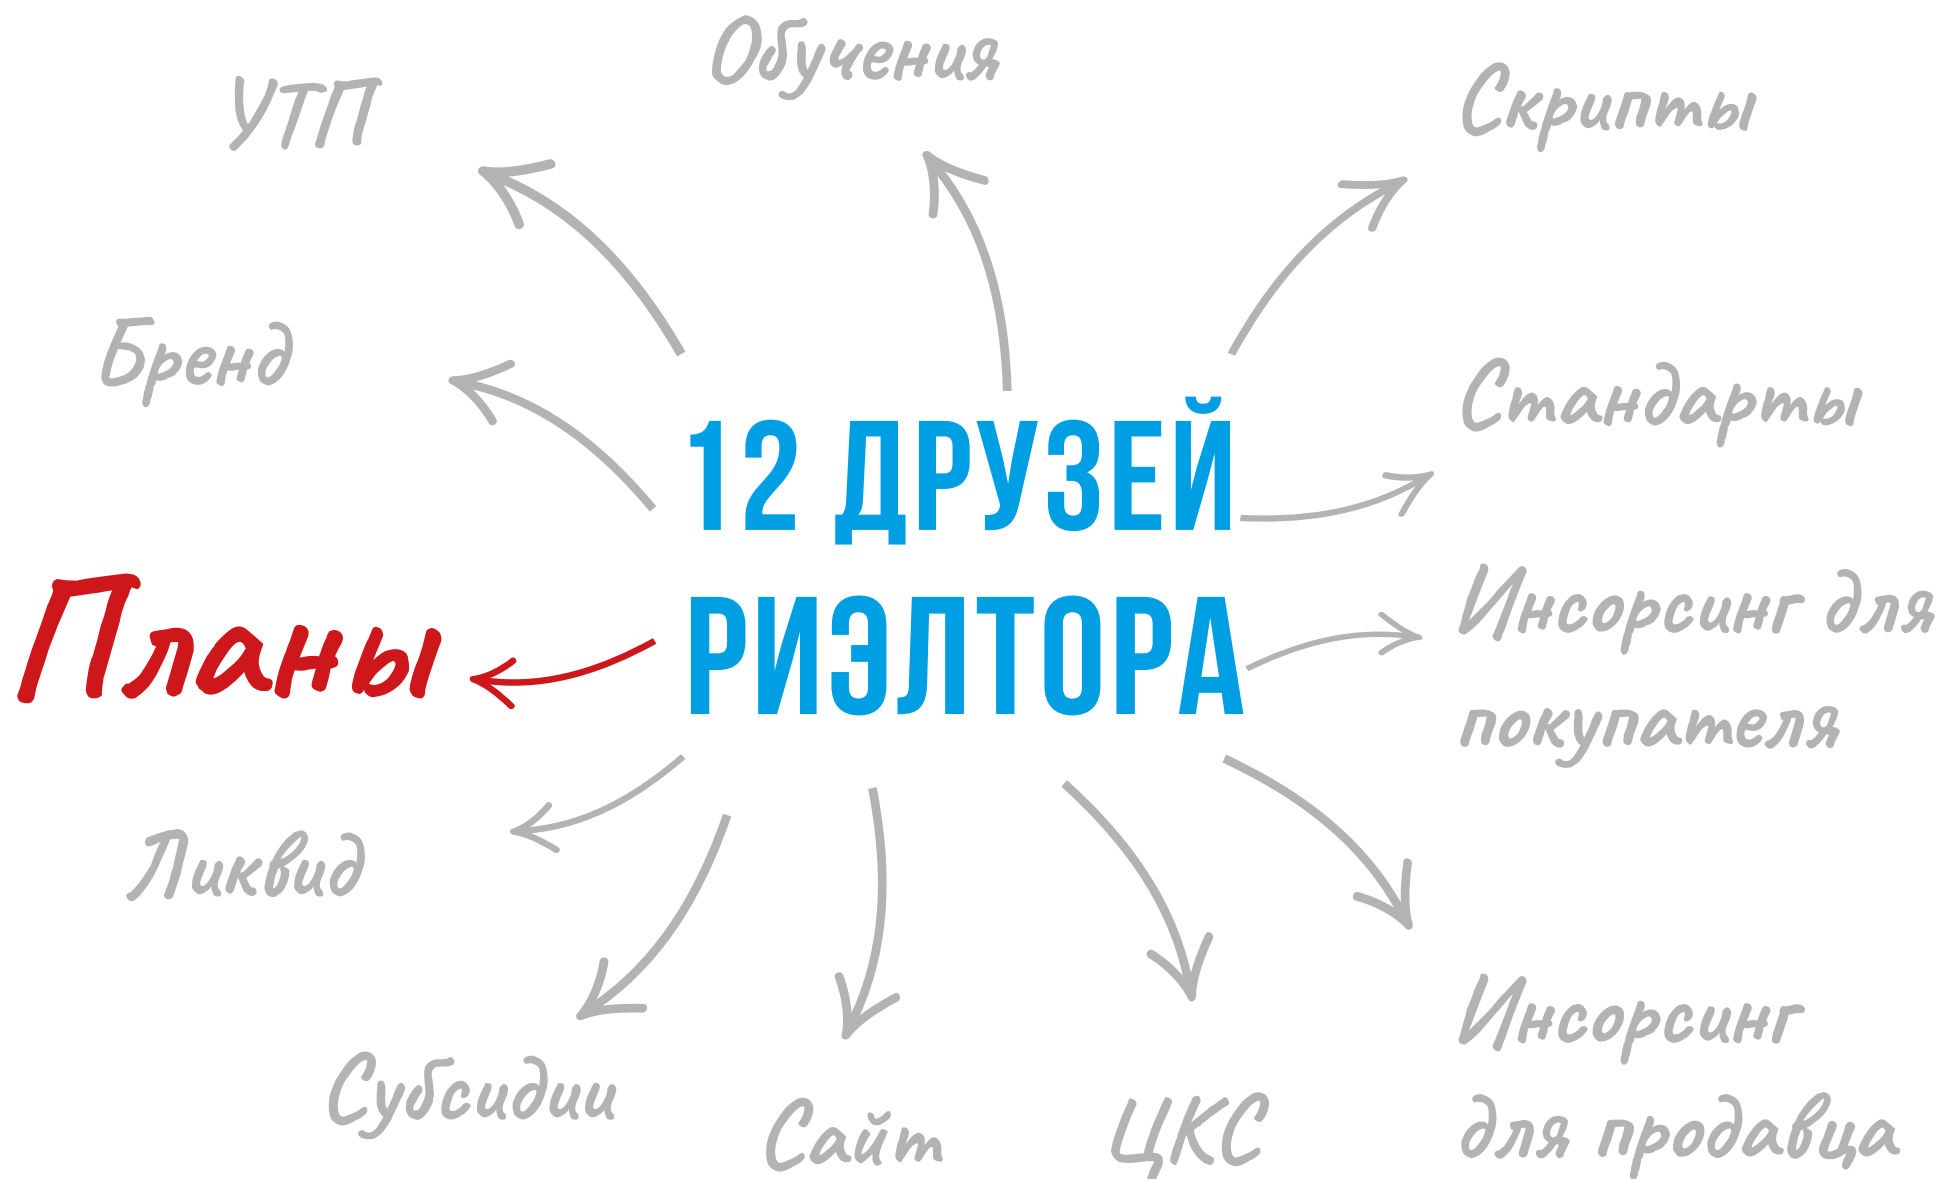 Обучения
УТП
Скрипты
Бренд
Стандарты
12 ДРУЗЕЙ
РИЭЛТОРА
Планы
Инсорсинг для
покупателя
Ликвид
Инсорсинг
для продавца
Субсидии
Сайт
ЦКС